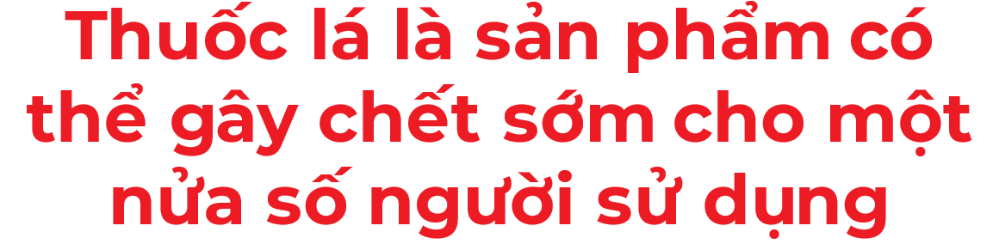 Thuốc lá là sản phẩm có
thể gây chết sớm cho một
nửa số người sử dụng